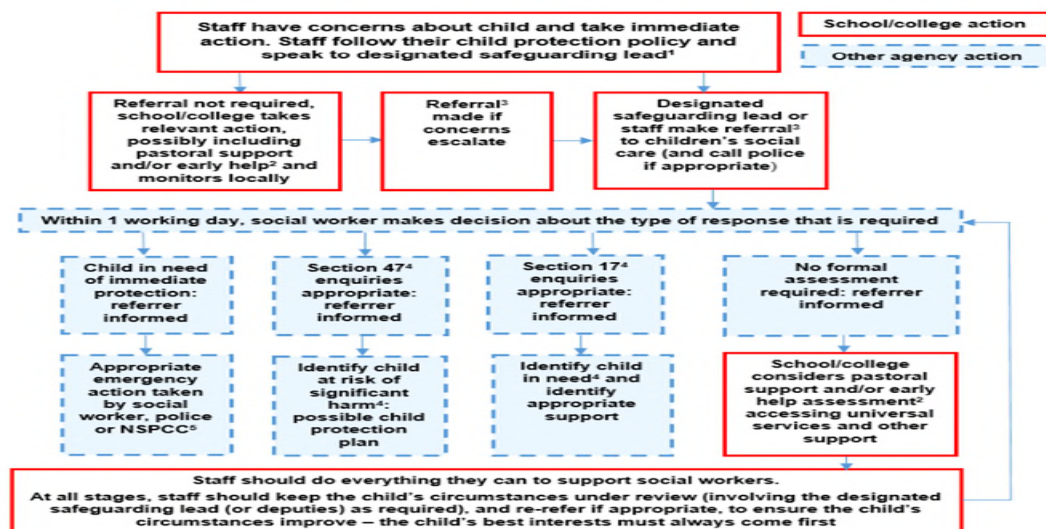 Staff have concerns about child and take immediate
action. Staff follow their child protection policy and
speak to designated safeguarding lead¹
School/college action
Other agency action
Referral not required,
school/college takes
relevant action,
possibly including
pastoral support
and/or early help² and
monitors locally
Referral³
made if
concerns
escalate
Designated
safeguarding lead or
staff make referral³
to children's social
care (and call police
if appropriate)
Within 1 working day, social worker makes decision about the type of response that is required
Child in need
of immediate
protection:
referrer
informed
Section 47⁴
enquiries
appropriate:
referrer
informed
Section 17⁴
enquiries
appropriate:
referrer
informed
No formal
assessment
required: referrer
informed
Appropriate
emergency
action taken
by social
worker, police
or NSPCC⁵
Identify child
at risk of
significant
harm⁴:
possible child
protection
plan
Identify child
in need⁴ and
identify
appropriate
support
School/college
considers pastoral
support and/or early
help assessment²
accessing universal
services and other
support
Staff should do everything they can to support social workers.
At all stages, staff should keep the child's circumstances under review (involving the designated
safeguarding lead (or deputies) as required), and re-refer if appropriate, to ensure the child's
circumstances improve – the child's best interests must always come first